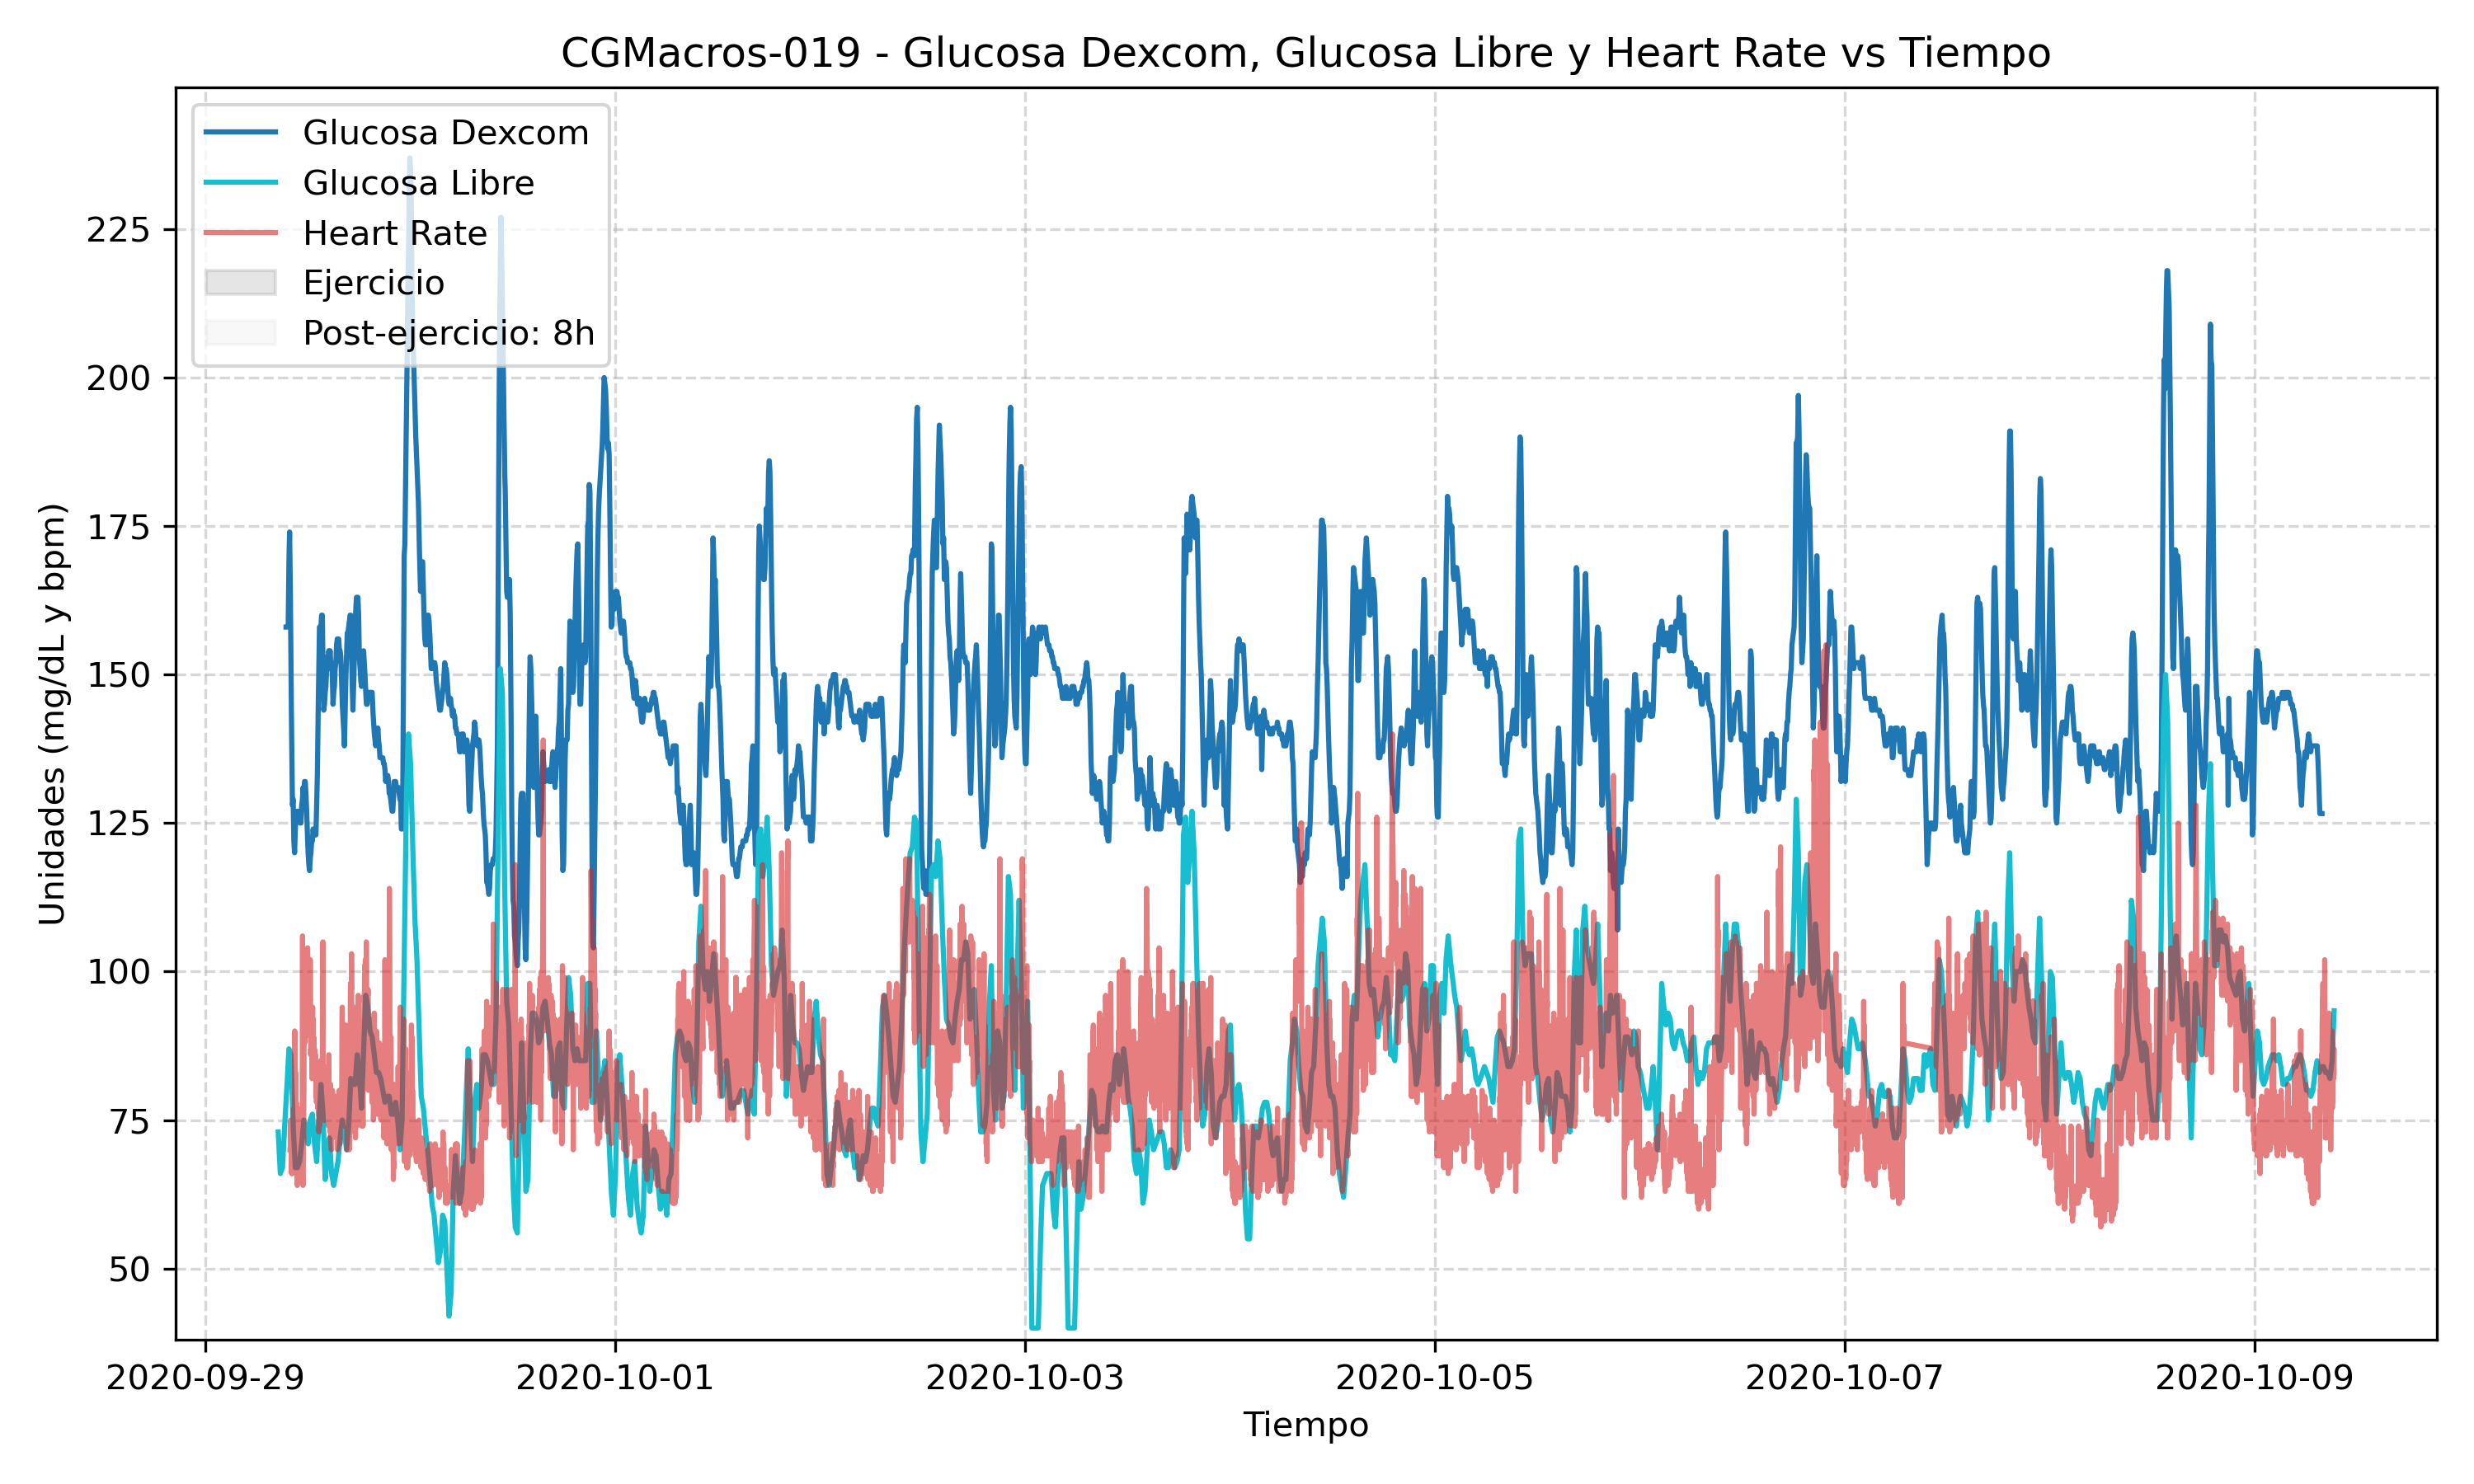 CGMacros-019 - Glucosa Dexcom, Glucosa Libre y Heart Rate vs Tiempo
Glucosa Dexcom
Glucosa Libre
Heart Rate
Ejercicio
Post-ejercicio: 8h
Unidades (mg/dL y bpm)
225
200
175
150
125
100
75
50
2020-09-29
2020-10-01
2020-10-03
2020-10-05
2020-10-07
2020-10-09
Tiempo